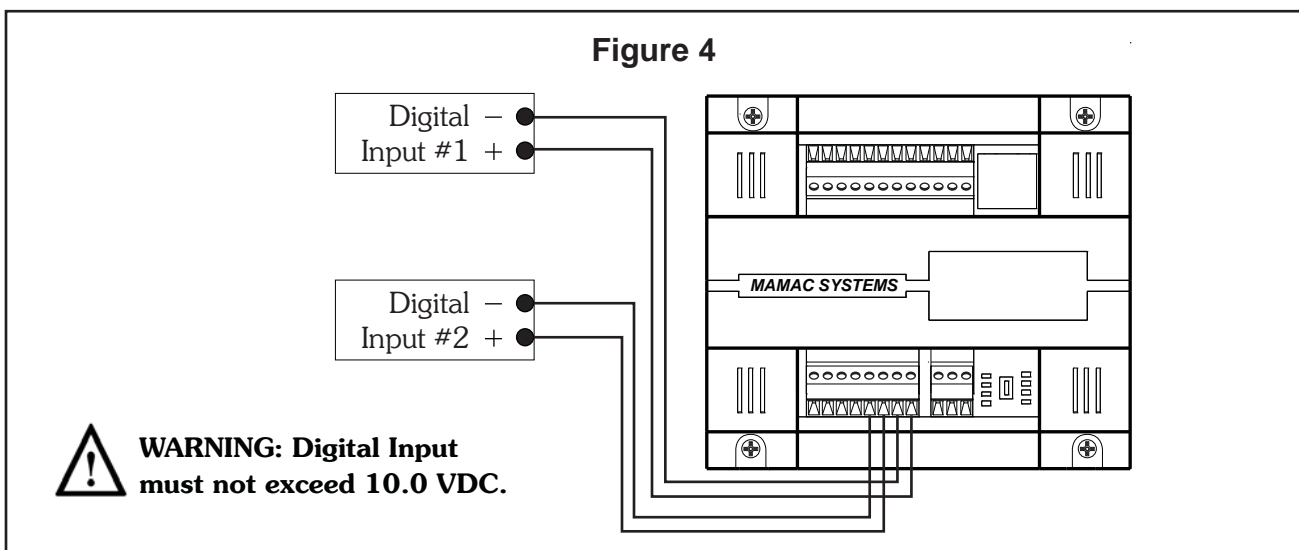 Figure 4
Digital −
Input #1 +
MAMAC SYSTEMS
Digital −
Input #2 +
WARNING: Digital Input
must not exceed 10.0 VDC.